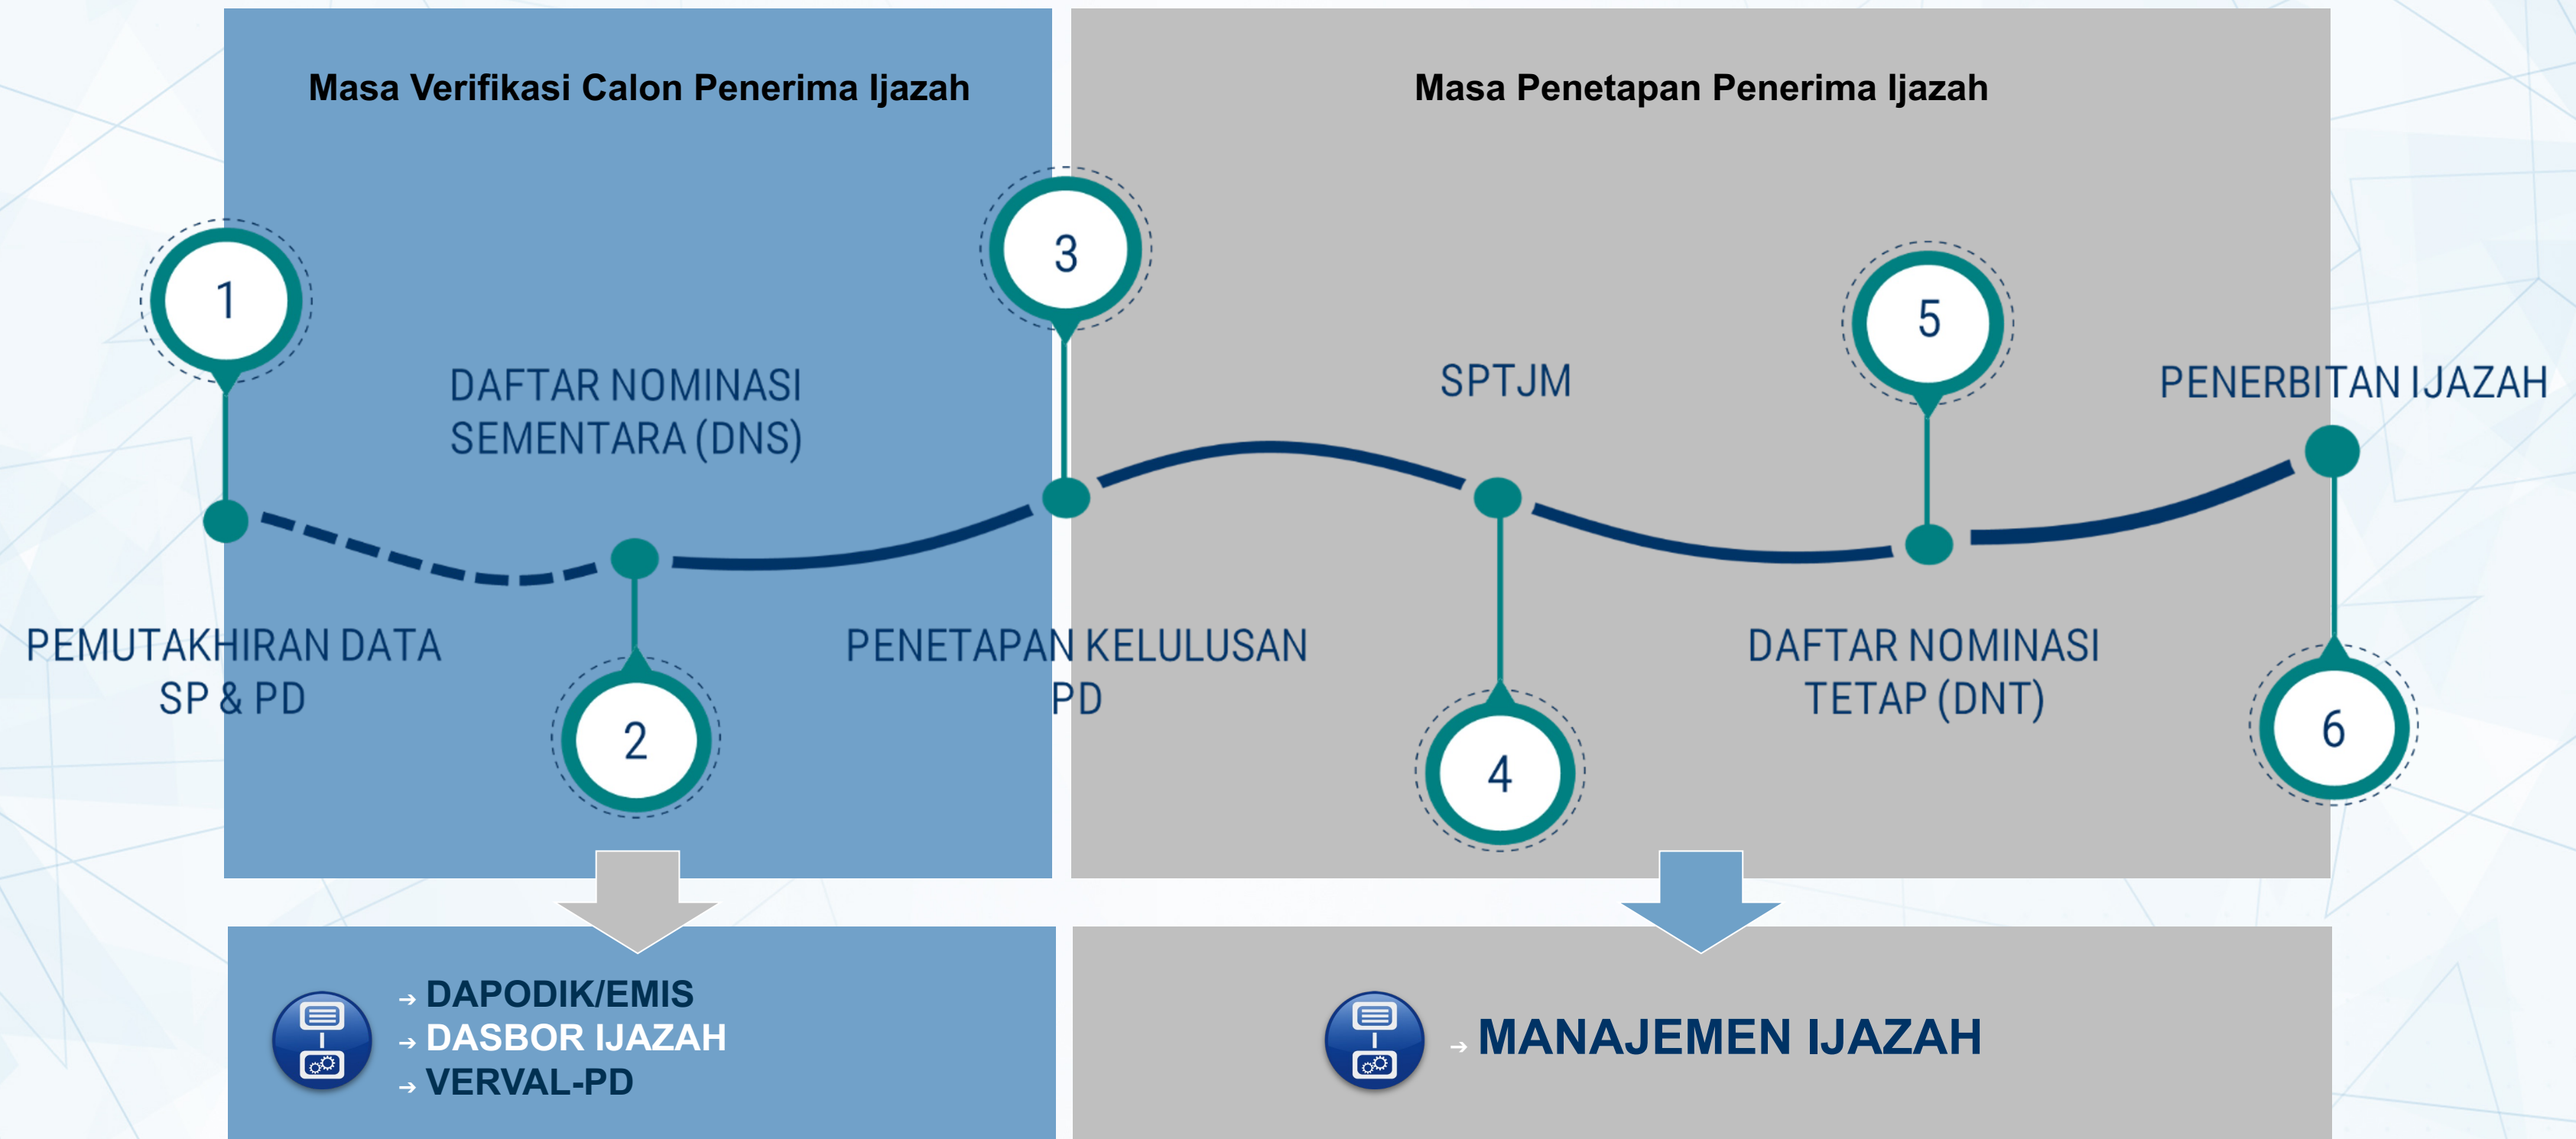 Masa Verifikasi Calon Penerima Ijazah
Masa Penetapan Penerima Ijazah
1
PEMUTAKHIRAN DATA
SP & PD
DAFTAR NOMINASI
SEMENTARA (DNS)
2
3
PENETAPAN KELULUSAN
PD
SPTJM
4
5
DAFTAR NOMINASI
TETAP (DNT)
PENERBITAN IJAZAH
6
→ DAPODIK/EMIS
→ DASBOR IJAZAH
→ VERVAL-PD
→ MANAJEMEN IJAZAH